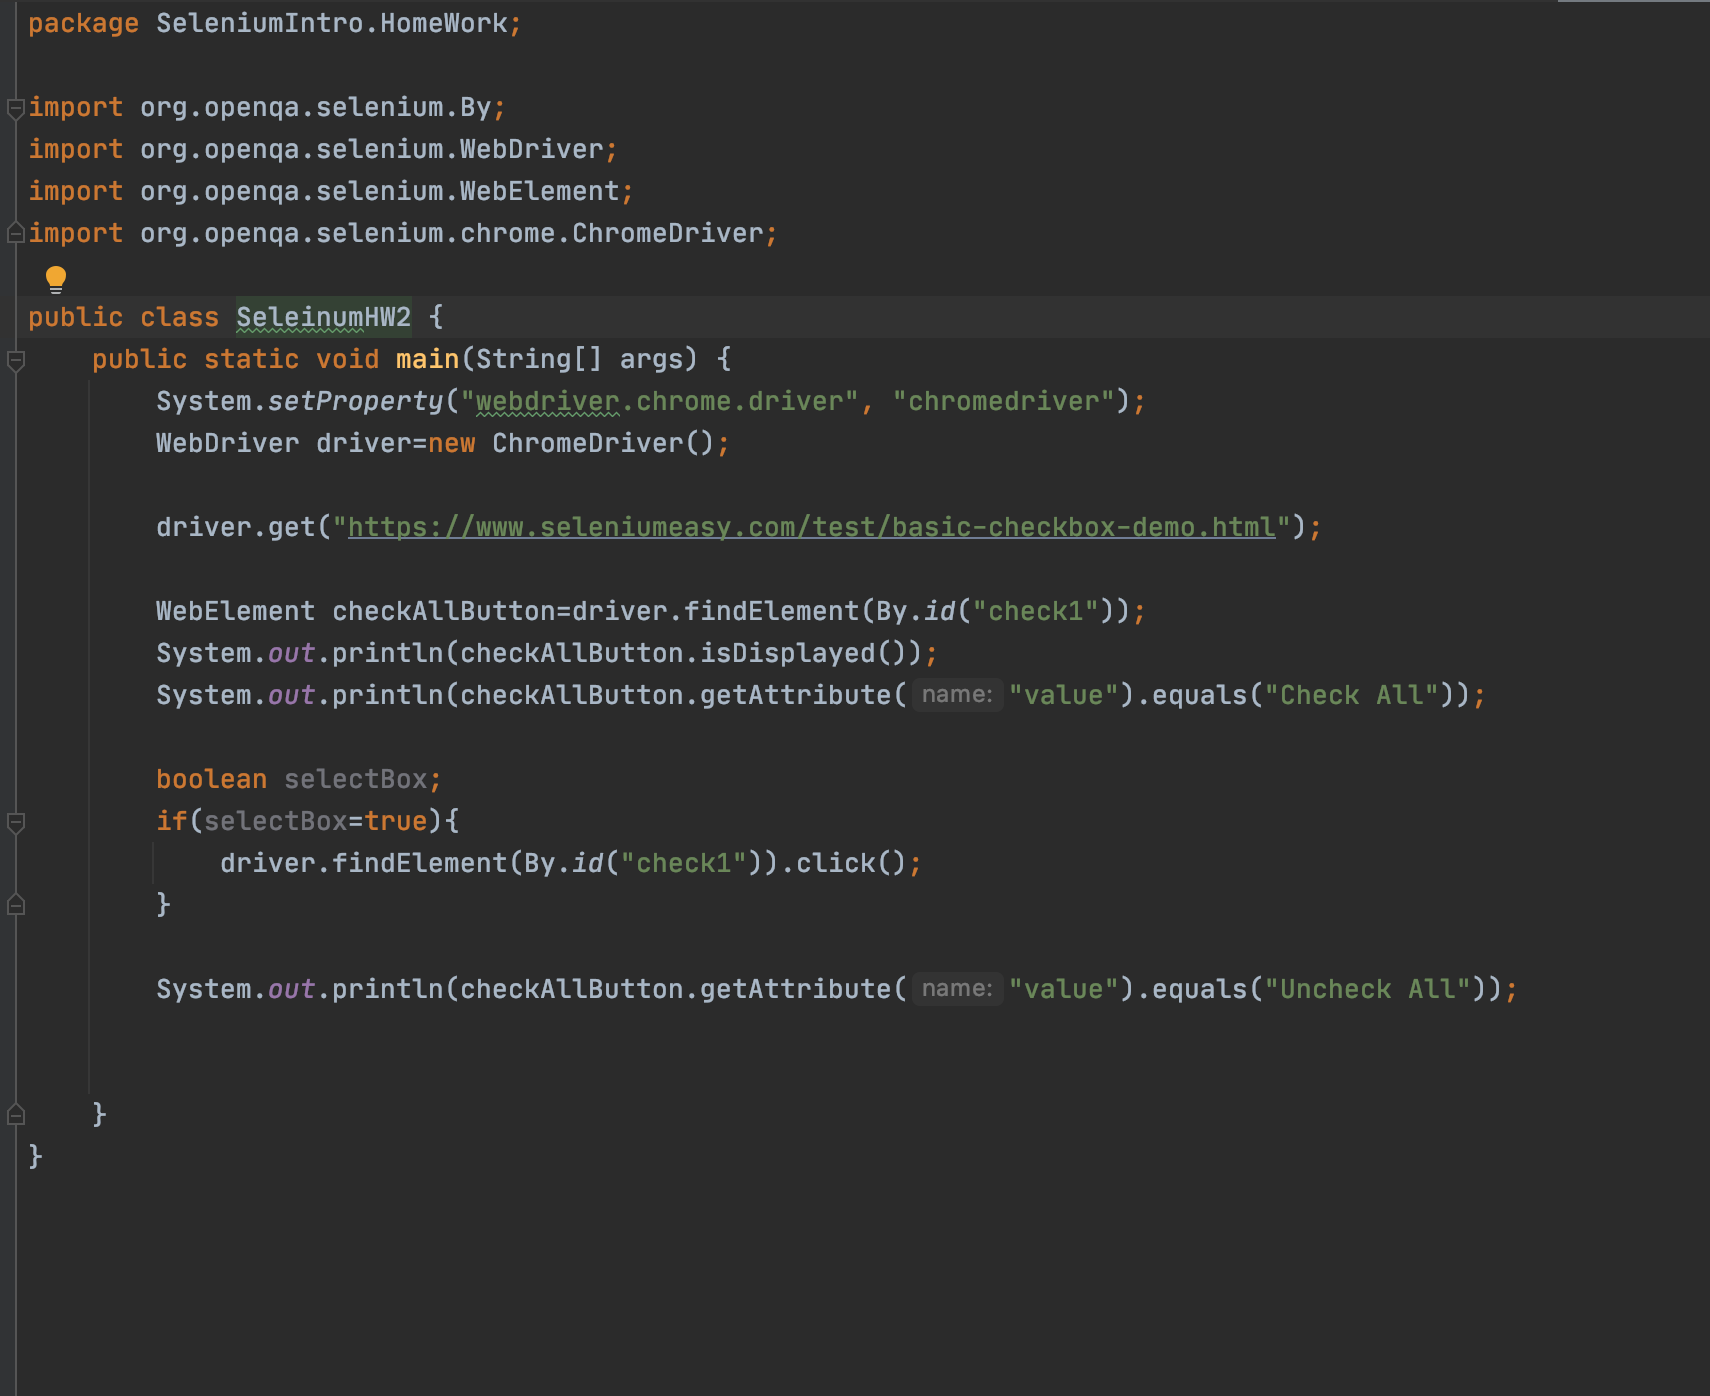 package SeleniumIntro.HomeWork;
import org.openqa.selenium.By;
import org.openqa.selenium.WebDriver;
import org.openqa.selenium.WebElement;
import org.openqa.selenium.chrome.ChromeDriver;
public class SeleinumHW2 {
public static void main(String[] args) {
System.setProperty("webdriver.chrome.driver", "chromedriver");
WebDriver driver=new ChromeDriver();
driver.get("https://www.seleniumeasy.com/test/basic-checkbox-demo.html");
WebElement checkAllButton=driver.findElement(By.id("check1"));
System.out.println(checkAllButton.isDisplayed());
System.out.println(checkAllButton.getAttribute( name: "value").equals("Check All"));
boolean selectBox;
if(selectBox=true){
driver.findElement(By.id("check1")).click();
}
System.out.println(checkAllButton.getAttribute( name: "value").equals("Uncheck All"));
}
}